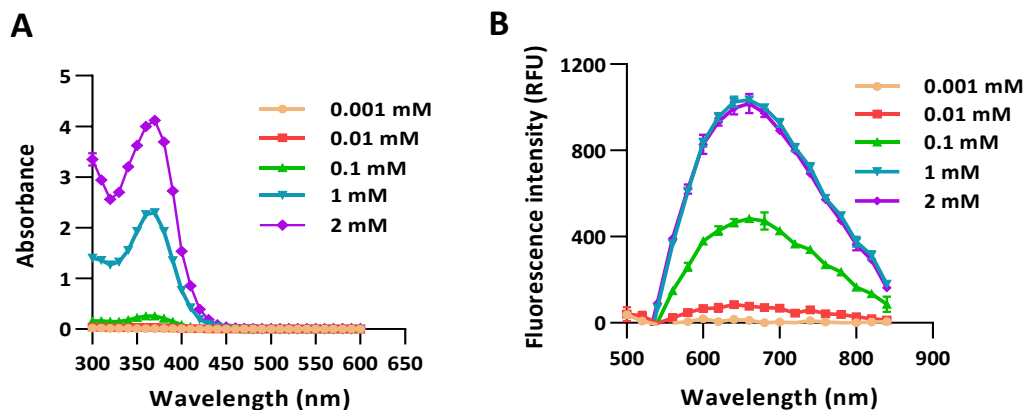 A
Absorbance
5
4
3
2
1
0
300 350 400 450 500 550 600 650
Wavelength (nm)
0.001 mM
0.01 mM
0.1 mM
1 mM
2 mM
B
Fluorescence intensity (RFU)
1200
800
400
0
500 600 700 800 900
Wavelength (nm)
0.001 mM
0.01 mM
0.1 mM
1 mM
2 mM